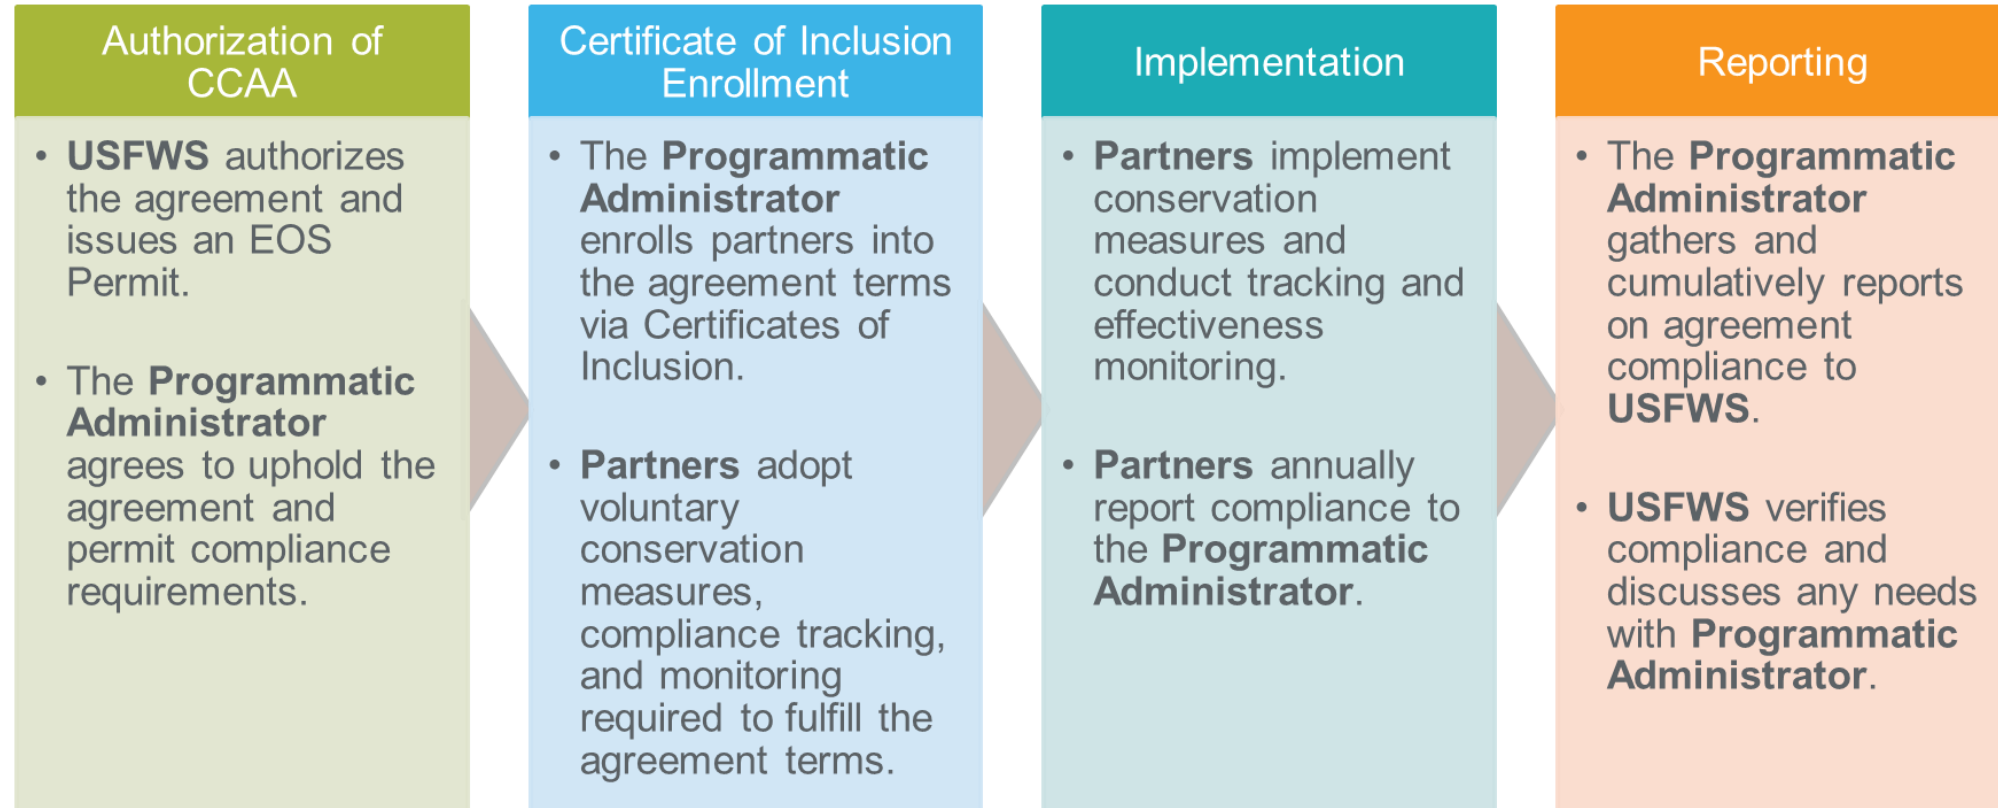 Authorization of
CCAA
• USFWS authorizes
the agreement and
issues an EOS
Permit.
• The Programmatic
Administrator
agrees to uphold the
agreement and
permit compliance
requirements.
Certificate of Inclusion
Enrollment
• The Programmatic
Administrator
enrolls partners into
the agreement terms
via Certificates of
Inclusion.
• Partners adopt
voluntary
conservation
measures,
compliance tracking,
and monitoring
required to fulfill the
agreement terms.
Implementation
• Partners implement
conservation
measures and
conduct tracking and
effectiveness
monitoring.
• Partners annually
report compliance to
the Programmatic
Administrator.
Reporting
• The Programmatic
Administrator
gathers and
cumulatively reports
on agreement
compliance to
USFWS.
• USFWS verifies
compliance and
discusses any needs
with Programmatic
Administrator.